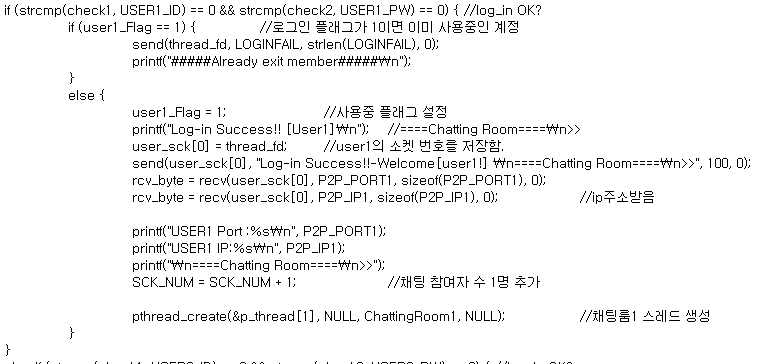 if (strcmp(check1, USER1_ID) == 0 && strcmp(check2, USER1_PW) == 0) { //log_in OK?
if (user1_Flag == 1) { //로그인 플래그가 1이면 이미 사용중인 계정
send(thread_fd, LOGINFAIL, strlen(LOGINFAIL), 0);
printf("#####Already exit member#####₩n");
}
else {
user1_Flag = 1; //사용중 플래그 설정
printf("Log-in Success!! [User1]₩n"); //====Chatting Room====₩n>>
user_sck[0] = thread_fd; //user1의 소켓 번호를 저장함.
send(user_sck[0], "Log-in Success!!-Welcome[user1!] ₩n====Chatting Room====₩n>>", 100, 0);
rcv_byte = recv(user_sck[0], P2P_PORT1, sizeof(P2P_PORT1), 0);
rcv_byte = recv(user_sck[0], P2P_IP1, sizeof(P2P_IP1), 0); //ip주소받음
printf("USER1 Port :%s₩n", P2P_PORT1);
printf("USER1 IP:%s₩n", P2P_IP1);
printf("₩n====Chatting Room====₩n>>");
SCK_NUM = SCK_NUM + 1; //채팅 참여자 수 1명 추가
pthread_create(&p_thread[1], NULL, ChattingRoom1, NULL); //채팅룸1 스레드 생성
}
}